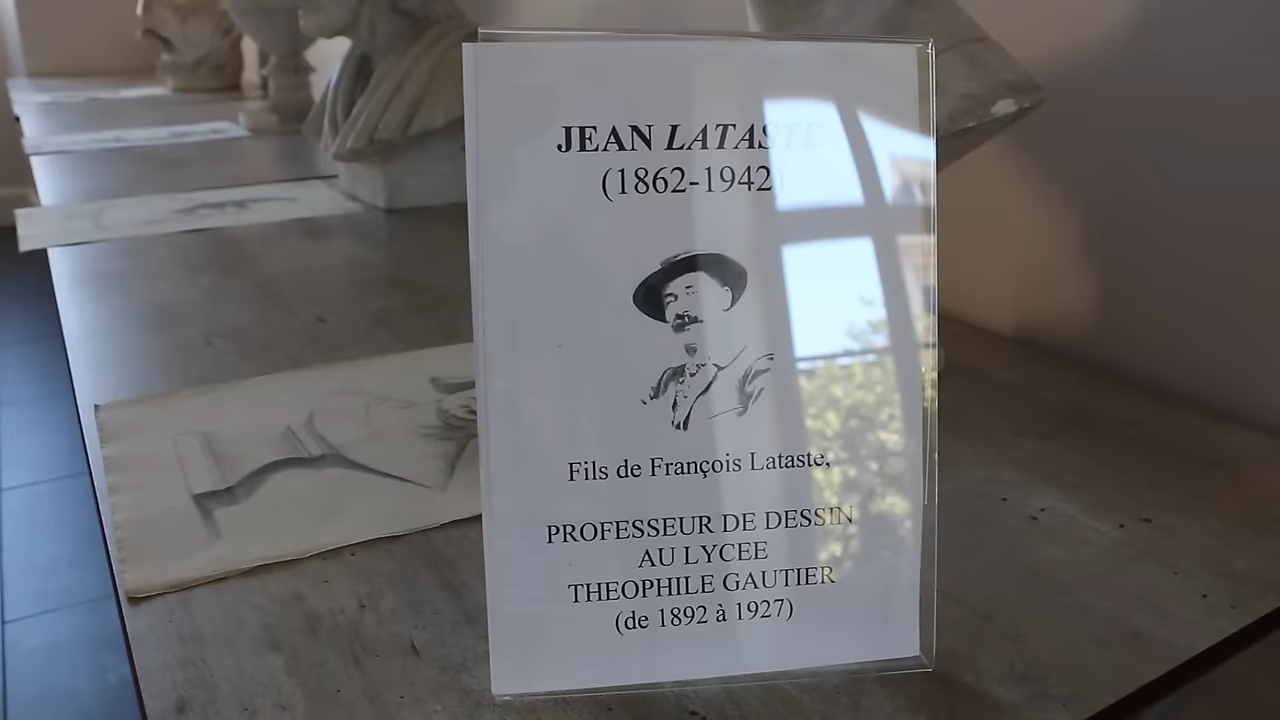 JEAN LATASTE
(1862-1942)
Fils de François Lataste,
PROFESSEUR DE DESSIN
AU LYCEE
THEOPHILE GAUTIER
(de 1892 à 1927)